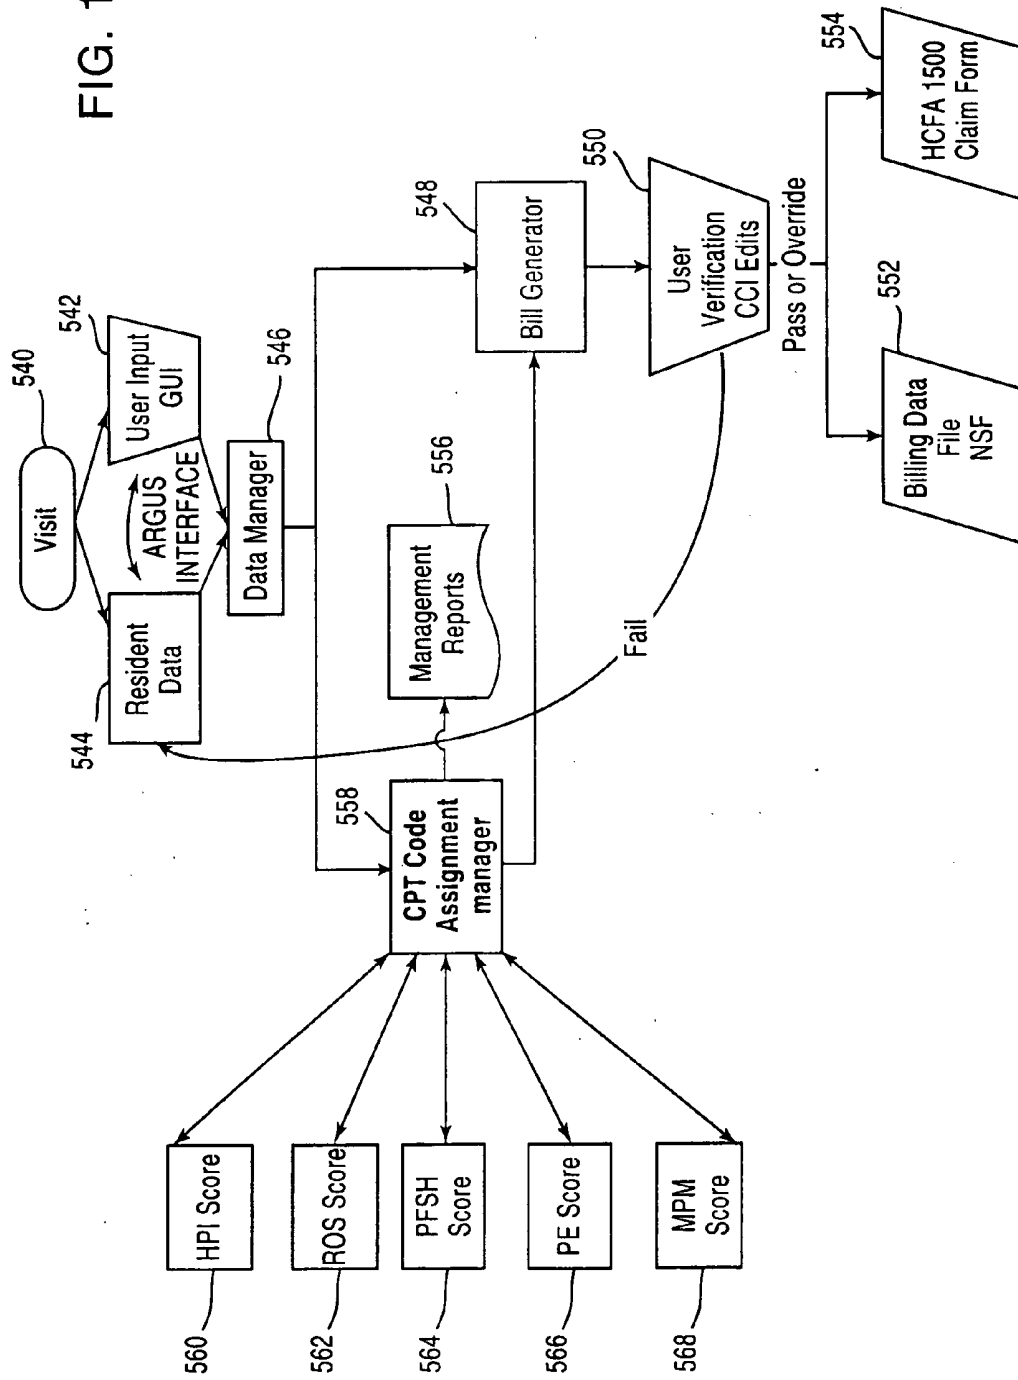 FIG. 1
540
Visit
544
542
Resident
Data
ARGUS
INTERFACE
User Input
GUI
Data Manager
546
558
CPT Code
Assignment
manager
Management
Reports
556
Bill Generator
548
560
HPI Score
562
ROS Score
564
PFSH
Score
566
PE Score
568
MPM
Score
Fail
User
Verification
CCI Edits
550
Pass or Override
Billing Data
File
NSF
552
HCFA 1500
Claim Form
554